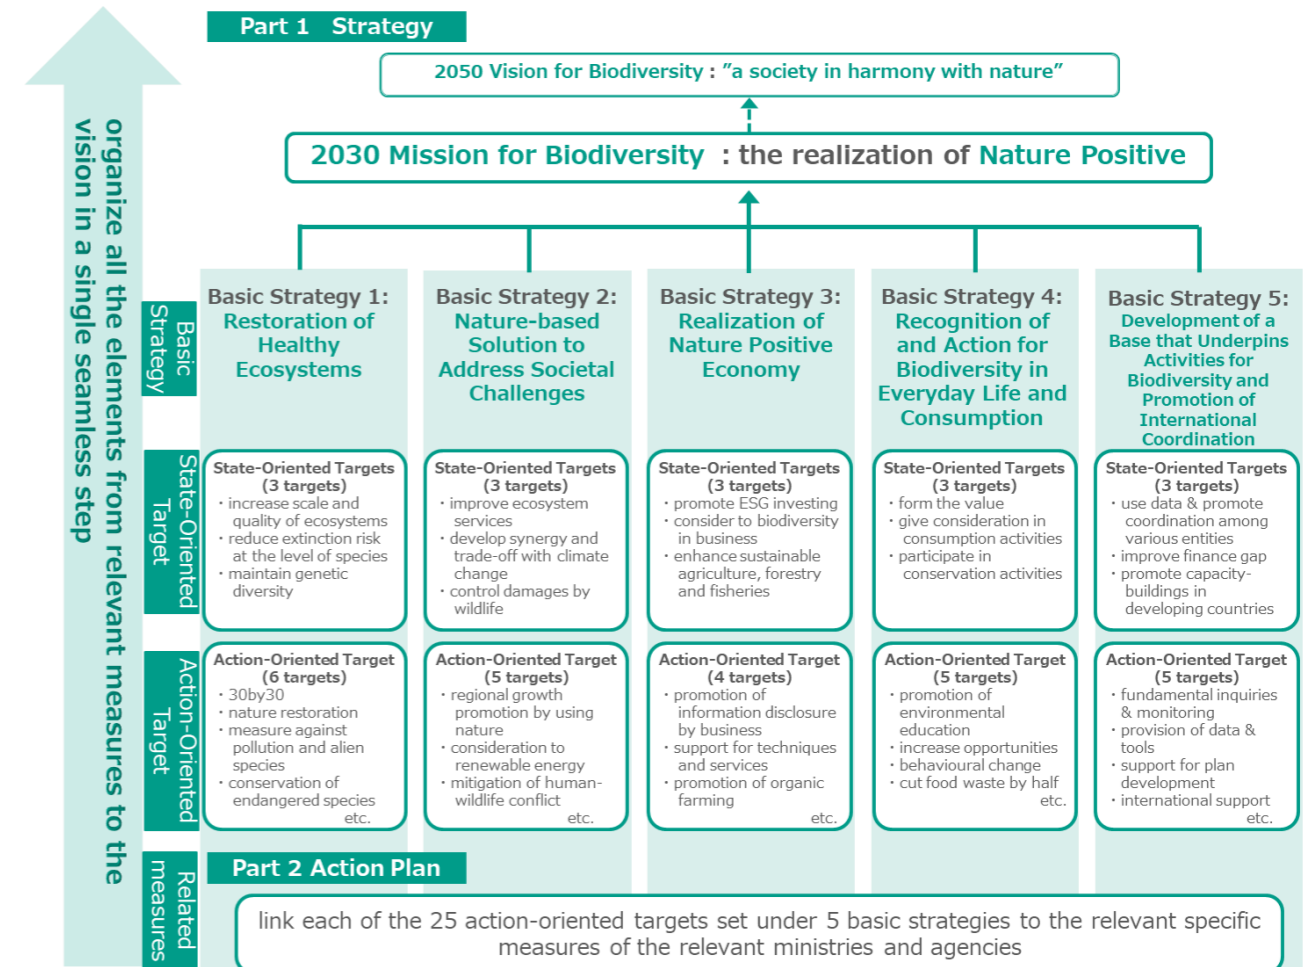 Part 1 Strategy
2050 Vision for Biodiversity : ”a society in harmony with nature”
2030 Mission for Biodiversity : the realization of Nature Positive
organize all the elements from relevant measures to the
vision in a single seamless step
Basic
Strategy
Basic Strategy 1:
Restoration of
Healthy
Ecosystems
Basic Strategy 2:
Nature-based
Solution to
Address Societal
Challenges
Basic Strategy 3:
Realization of
Nature Positive
Economy
Basic Strategy 4:
Recognition of
and Action for
Biodiversity in
Everyday Life and
Consumption
Basic Strategy 5:
Development of a
Base that Underpins
Activities for
Biodiversity and
Promotion of
International
Coordination
State-Oriented
Target
State-Oriented Targets
(3 targets)
・increase scale and
quality of ecosystems
・reduce extinction risk
at the level of species
・maintain genetic
diversity
State-Oriented Targets
(3 targets)
・improve ecosystem
services
・develop synergy and
trade-off with climate
change
・control damages by
wildlife
State-Oriented Targets
(3 targets)
・promote ESG investing
・consider to biodiversity
in business
・enhance sustainable
agriculture, forestry
and fisheries
State-Oriented Targets
(3 targets)
・form the value
・give consideration in
consumption activities
・participate in
conservation activities
State-Oriented Targets
(3 targets)
・use data & promote
coordination among
various entities
・improve finance gap
・promote capacity-
buildings in
developing countries
Action-Oriented
Target
Action-Oriented Target
(6 targets)
・30by30
・nature restoration
・measure against
pollution and alien
species
・conservation of
endangered species
etc.
Action-Oriented Target
(5 targets)
・regional growth
promotion by using
nature
・consideration to
renewable energy
・mitigation of human-
wildlife conflict
etc.
Action-Oriented Target
(4 targets)
・promotion of
information disclosure
by business
・support for techniques
and services
・promotion of organic
farming
etc.
Action-Oriented Target
(5 targets)
・promotion of
environmental
education
・increase opportunities
・behavioural change
・cut food waste by half
etc.
Action-Oriented Target
(5 targets)
・fundamental inquiries
& monitoring
・provision of data &
tools
・support for plan
development
・international support
etc.
Related
measures
Part 2 Action Plan
link each of the 25 action-oriented targets set under 5 basic strategies to the relevant specific
measures of the relevant ministries and agencies